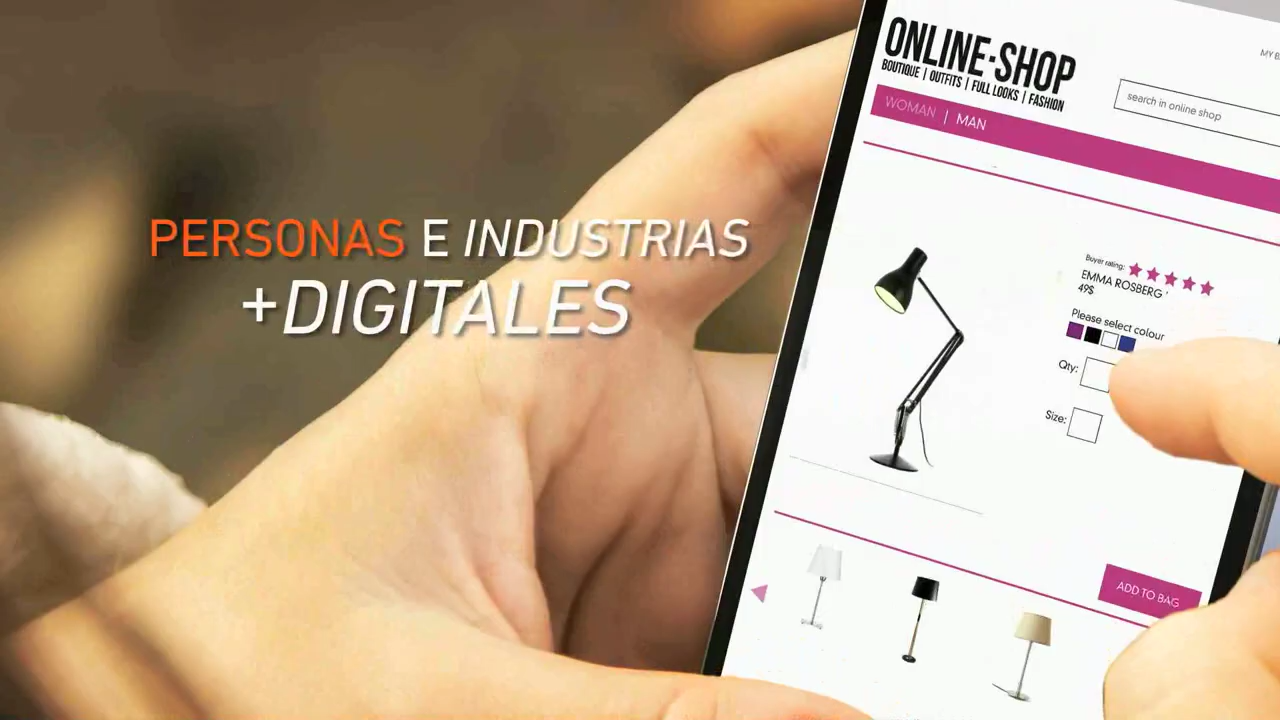 PERSONAS E INDUSTRIAS
+DIGITALES
ONLINE-SHOP
BOUTIQUE | OUTFITS | FULL LOOKS | FASHION
MY B
search in online shop
WOMAN | MAN
Buyer rating:
EMMA ROSBERG
49$
Please select colour
Qty:
Size:
ADD TO BAG